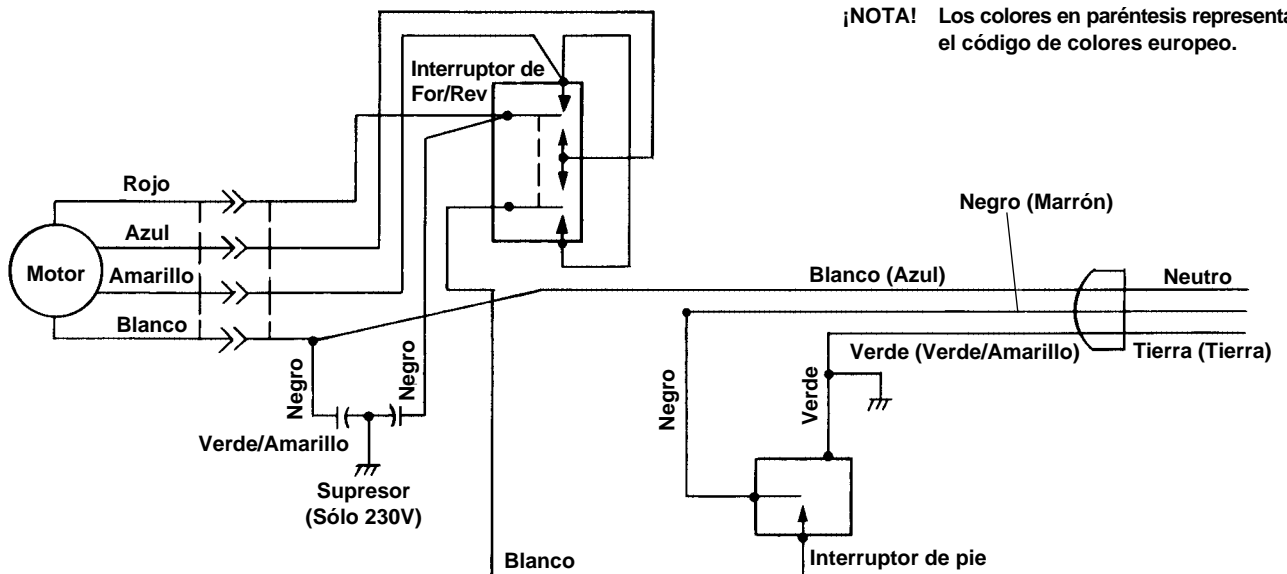 ¡NOTA! Los colores en paréntesis representa
el código de colores europeo.
Interruptor de
For/Rev
Rojo
Azul
Motor
Amarillo
Blanco
Negro (Marrón)
Blanco (Azul)
Neutro
Verde (Verde/Amarillo)
Tierra (Tierra)
Negro
Negro
Negro
Verde
Verde/Amarillo
Supresor
(Sólo 230V)
Blanco
Interruptor de pie